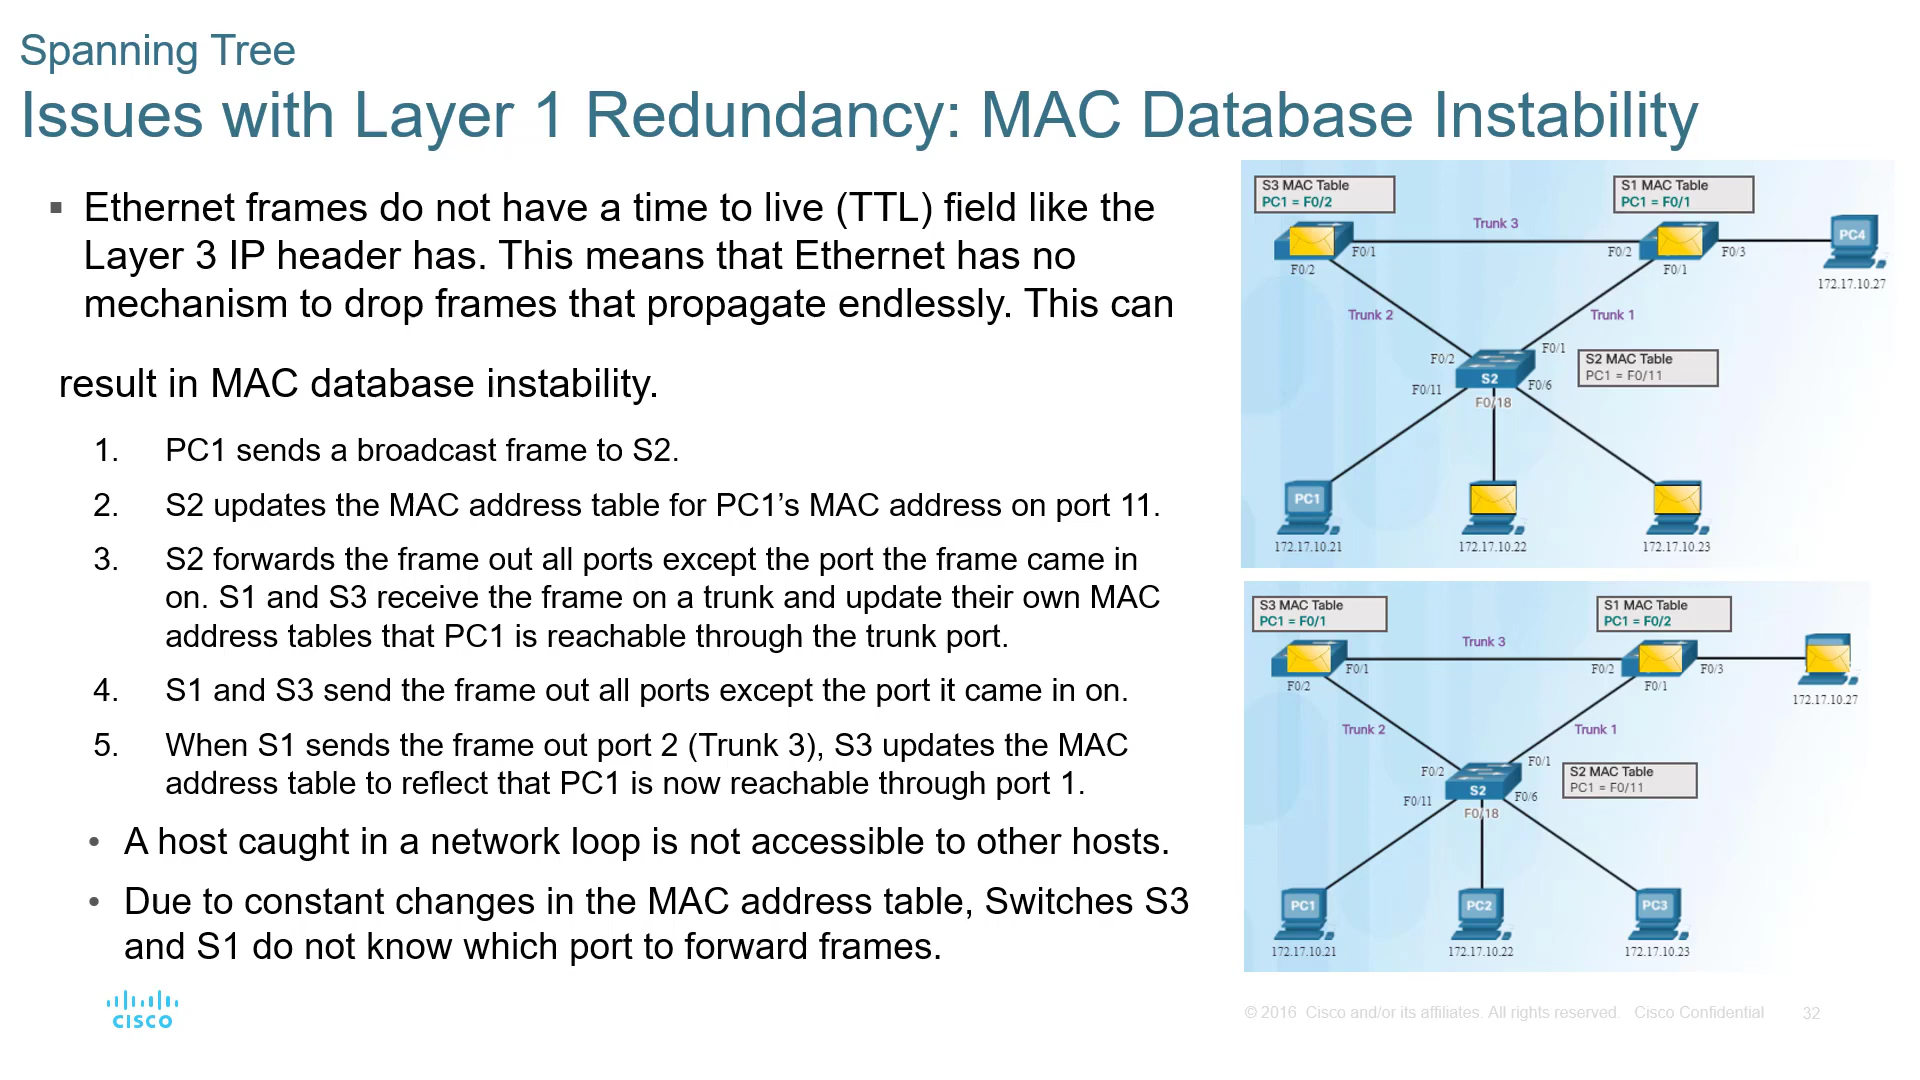 Spanning Tree
Issues with Layer 1 Redundancy: MAC Database Instability
▪ Ethernet frames do not have a time to live (TTL) field like the
Layer 3 IP header has. This means that Ethernet has no
mechanism to drop frames that propagate endlessly. This can
result in MAC database instability.
1. PC1 sends a broadcast frame to S2.
2. S2 updates the MAC address table for PC1’s MAC address on port 11.
3. S2 forwards the frame out all ports except the port the frame came in
on. S1 and S3 receive the frame on a trunk and update their own MAC
address tables that PC1 is reachable through the trunk port.
4. S1 and S3 send the frame out all ports except the port it came in on.
5. When S1 sends the frame out port 2 (Trunk 3), S3 updates the MAC
address table to reflect that PC1 is now reachable through port 1.
• A host caught in a network loop is not accessible to other hosts.
• Due to constant changes in the MAC address table, Switches S3
and S1 do not know which port to forward frames.
S3 MAC Table
PC1 = F0/2
S1 MAC Table
PC1 = F0/1
Trunk 3
PC4
F0/1
F0/2
F0/3
F0/2
F0/1
172.17.10.27
Trunk 2
Trunk 1
F0/2
F0/1
S2 MAC Table
PC1 = F0/11
S2
F0/11
F0/6
F0/18
PC1
172.17.10.21
172.17.10.22
172.17.10.23
S3 MAC Table
PC1 = F0/1
S1 MAC Table
PC1 = F0/2
Trunk 3
F0/1
F0/2
F0/3
F0/2
F0/1
172.17.10.27
Trunk 2
Trunk 1
F0/2
F0/1
S2 MAC Table
PC1 = F0/11
S2
F0/11
F0/6
F0/18
PC1
PC2
PC3
172.17.10.21
172.17.10.22
172.17.10.23
CISCO
© 2016 Cisco and/or its affiliates. All rights reserved. Cisco Confidential
32